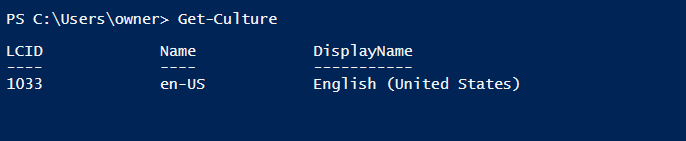 PS C:\Users\owner> Get-Culture
LCID Name DisplayName
---- ---- -----------
1033 en-US English (United States)